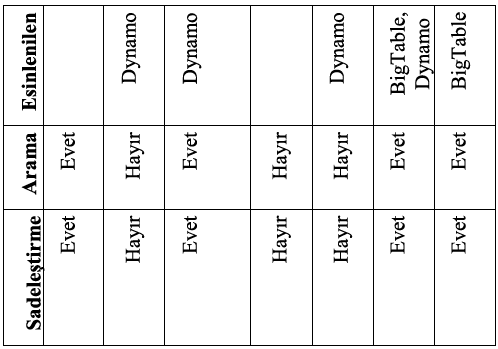 Sadeleştirme Arama Esinlenilen
Evet Evet
Hayır Hayır Dynamo
Evet Evet Dynamo
Hayır Hayır
Hayır Hayır Dynamo
Evet Evet BigTable,
Dynamo
Evet Evet BigTable